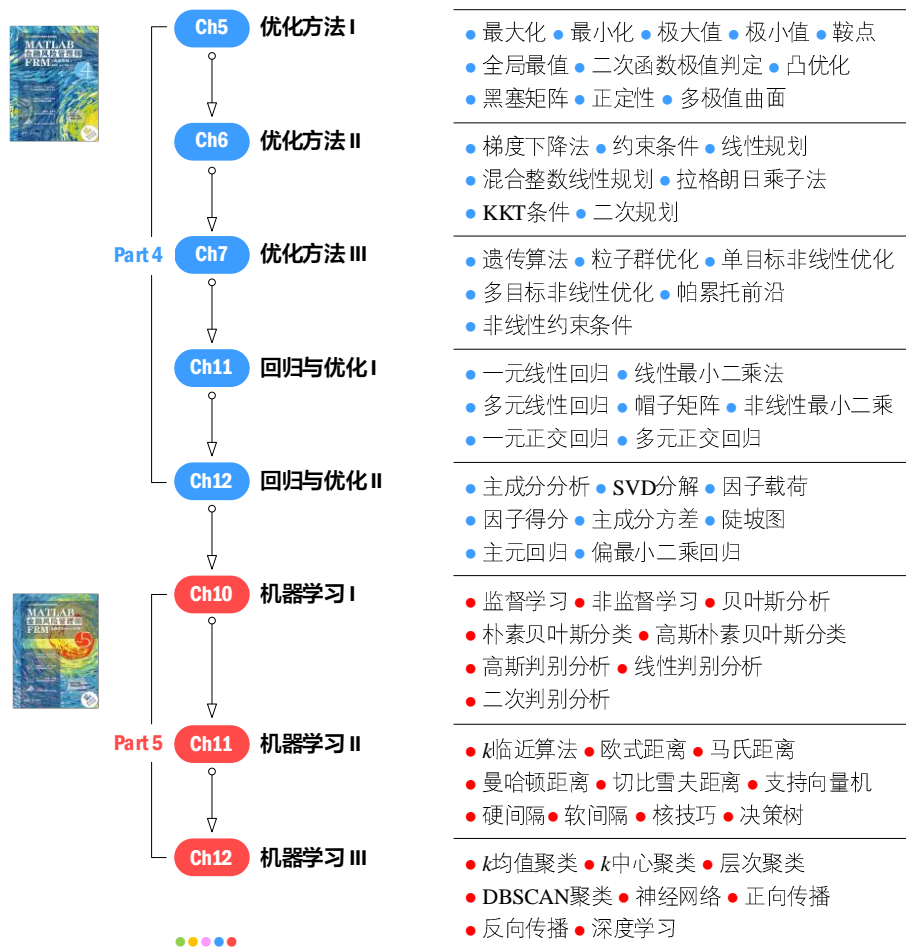 MATLAB
金融风险管理师
FRM
4
Ch5 优化方法 I
● 最大化 ● 最小化 ● 极大值 ● 极小值 ● 鞍点
● 全局最值 ● 二次函数极值判定 ● 凸优化
● 黑塞矩阵 ● 正定性 ● 多极值曲面
Ch6 优化方法 II
● 梯度下降法 ● 约束条件 ● 线性规划
● 混合整数线性规划 ● 拉格朗日乘子法
● KKT条件 ● 二次规划
Part 4
Ch7 优化方法 III
● 遗传算法 ● 粒子群优化 ● 单目标非线性优化
● 多目标非线性优化 ● 帕累托前沿
● 非线性约束条件
Ch11 回归与优化 I
● 一元线性回归 ● 线性最小二乘法
● 多元线性回归 ● 帽子矩阵 ● 非线性最小二乘
● 一元正交回归 ● 多元正交回归
Ch12 回归与优化 II
● 主成分分析 ● SVD分解 ● 因子载荷
● 因子得分 ● 主成分方差 ● 陡坡图
● 主元回归 ● 偏最小二乘回归
MATLAB
金融风险管理师
FRM
5
Ch10 机器学习 I
● 监督学习 ● 非监督学习 ● 贝叶斯分析
● 朴素贝叶斯分类 ● 高斯朴素贝叶斯分类
● 高斯判别分析 ● 线性判别分析
● 二次判别分析
Part 5
Ch11 机器学习 II
● k临近算法 ● 欧式距离 ● 马氏距离
● 曼哈顿距离 ● 切比雪夫距离 ● 支持向量机
● 硬间隔 ● 软间隔 ● 核技巧 ● 决策树
Ch12 机器学习 III
● k均值聚类 ● k中心聚类 ● 层次聚类
● DBSCAN聚类 ● 神经网络 ● 正向传播
● 反向传播 ● 深度学习